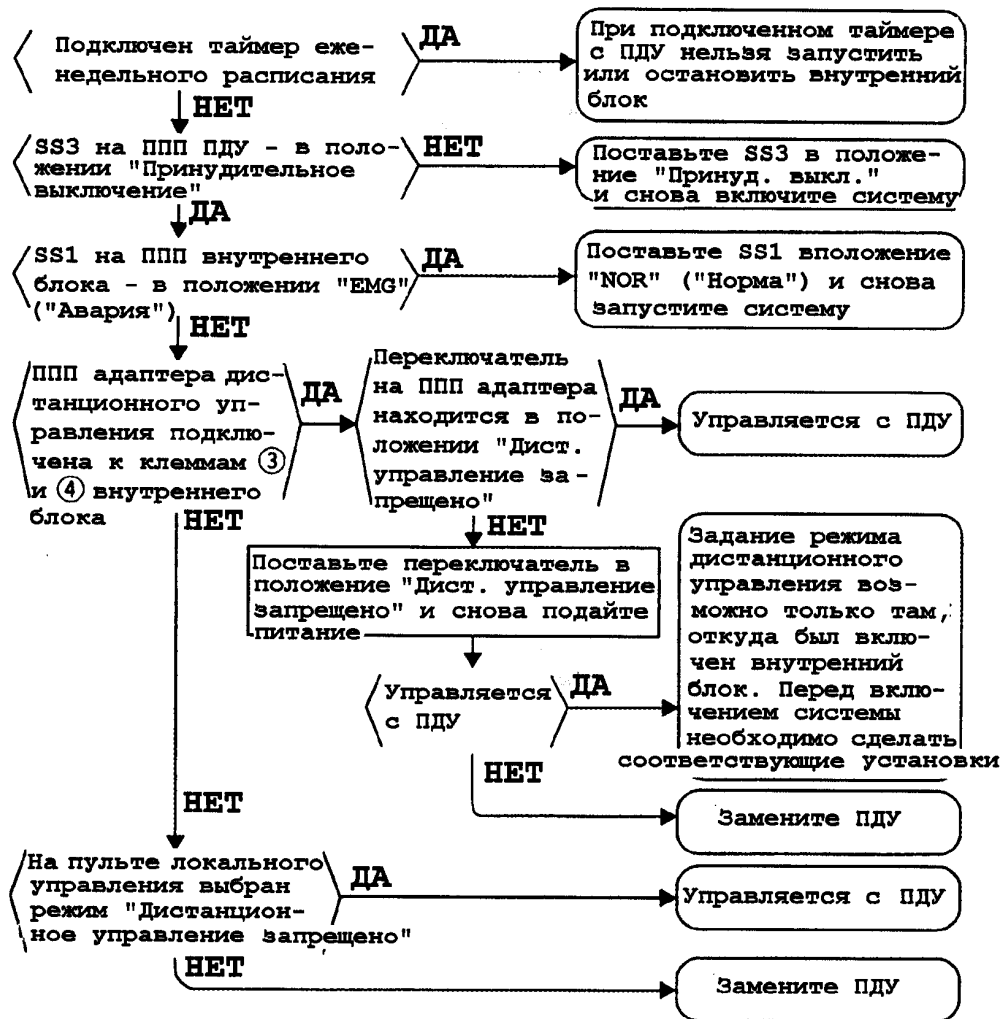 Подключен таймер еже-
недельного расписания
ДА
При подключенном таймере
с ПДУ нельзя запустить
или остановить внутренний
блок
НЕТ
SS3 на ППП ПДУ - в поло-
жении "Принудительное
выключение"
НЕТ
Поставьте SS3 в положе-
ние "Принуд. выкл."
и снова включите систему
ДА
SS1 на ППП внутреннего
блока - в положении "EMG"
("Авария")
ДА
Поставьте SS1 вположение
"NOR" ("Норма") и снова
запустите систему
НЕТ
ППП адаптера дис-
танционного уп-
равления подклю-
чена к клеммам ③
и ④ внутреннего
блока
ДА
Переключатель
на ППП адаптера
находится в по-
ложении "Дист.
управление за-
прещено"
ДА
Управляется с ПДУ
НЕТ
НЕТ
Поставьте переключатель в
положение "Дист. управление
запрещено" и снова подайте
питание
Управляется
с ПДУ
ДА
Задание режима
дистанционного
управления воз-
можно только там,
откуда был вклю-
чен внутренний
блок. Перед вклю-
чением системы
необходимо сделать
соответствующие установки
НЕТ
Замените ПДУ
НЕТ
На пульте локального
управления выбран
режим "Дистанцион-
ное управление запрещено"
ДА
Управляется с ПДУ
НЕТ
Замените ПДУ